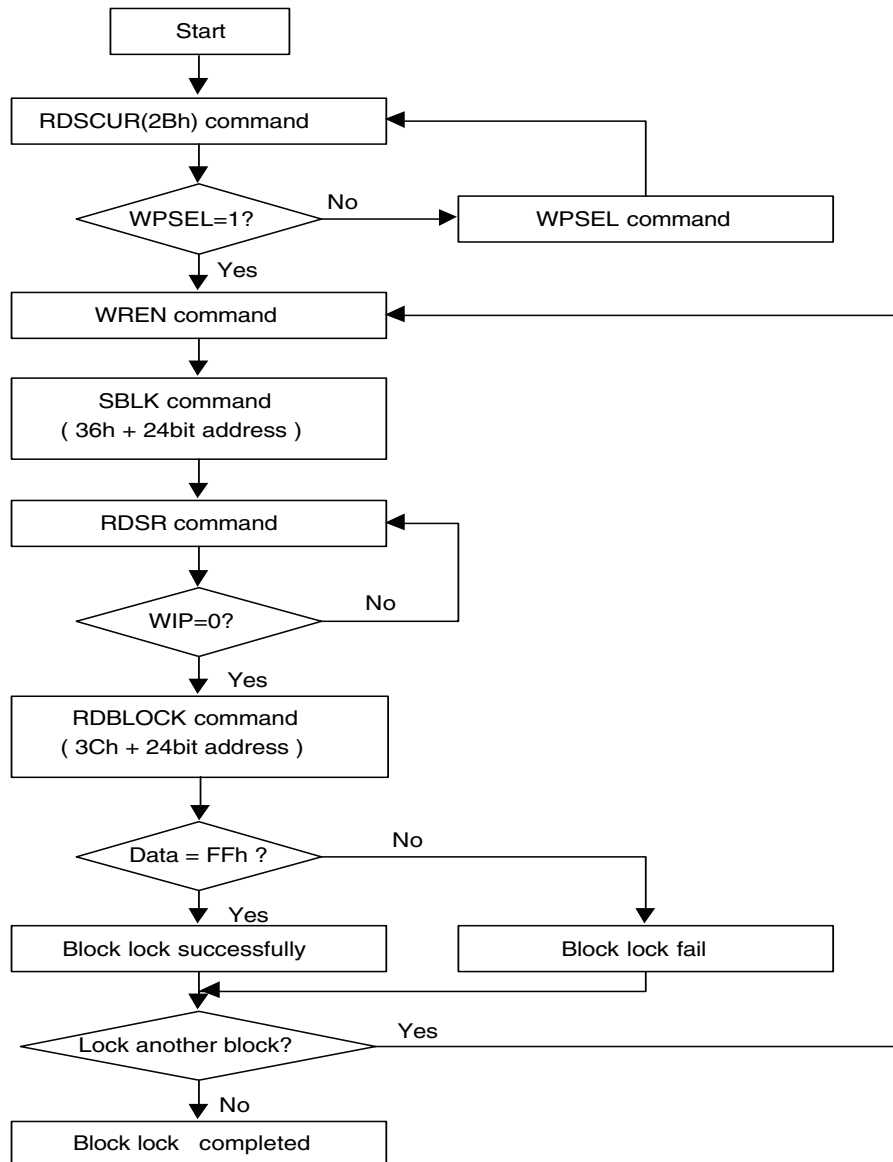 Start
RDSCUR(2Bh) command
WPSEL=1?
No
WPSEL command
Yes
WREN command
SBLK command
( 36h + 24bit address )
RDSR command
WIP=0?
No
Yes
RDBLOCK command
( 3Ch + 24bit address )
Data = FFh ?
No
Yes
Block lock successfully
Block lock fail
Lock another block?
Yes
No
Block lock completed